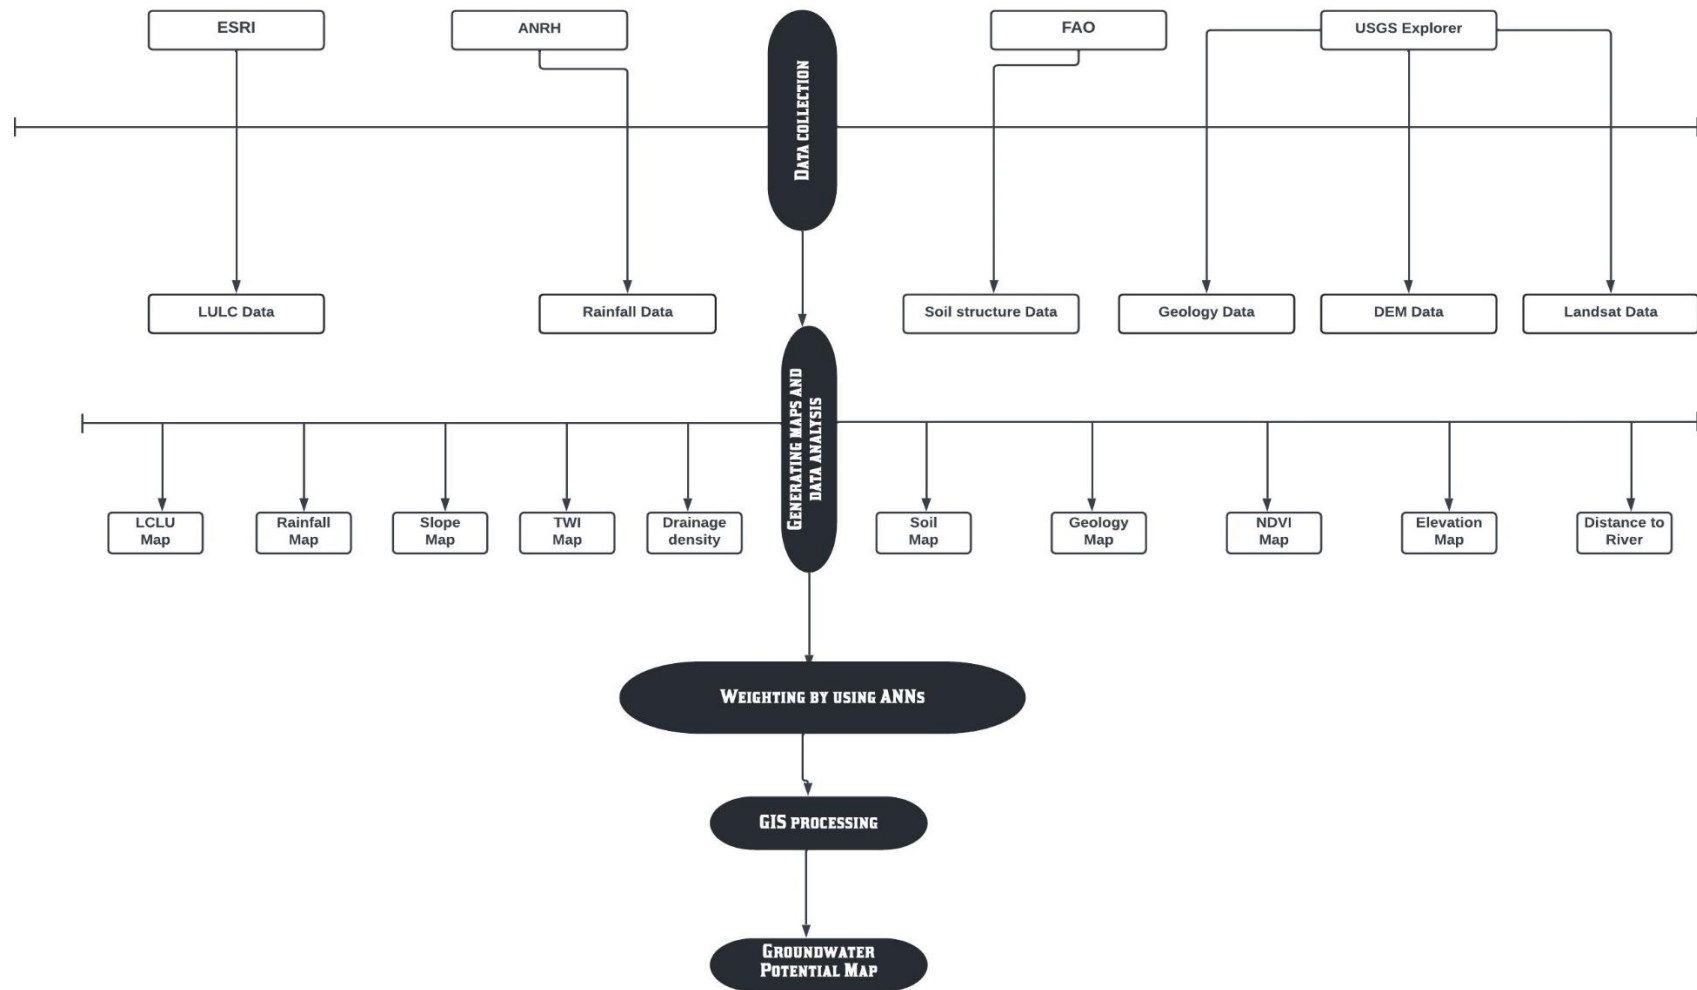 ESRI
ANRH
FAO
USGS Explorer
DATA COLLECTION
LULC Data
Rainfall Data
Soil structure Data
Geology Data
DEM Data
Landsat Data
GENERATING MAPS AND
DATA ANALYSIS
LCLU
Map
Rainfall
Map
Slope
Map
TWI
Map
Drainage
density
Soil
Map
Geology
Map
NDVI
Map
Elevation
Map
Distance to
River
WEIGHTING BY USING ANNS
GIS PROCESSING
GROUNDWATER
POTENTIAL MAP